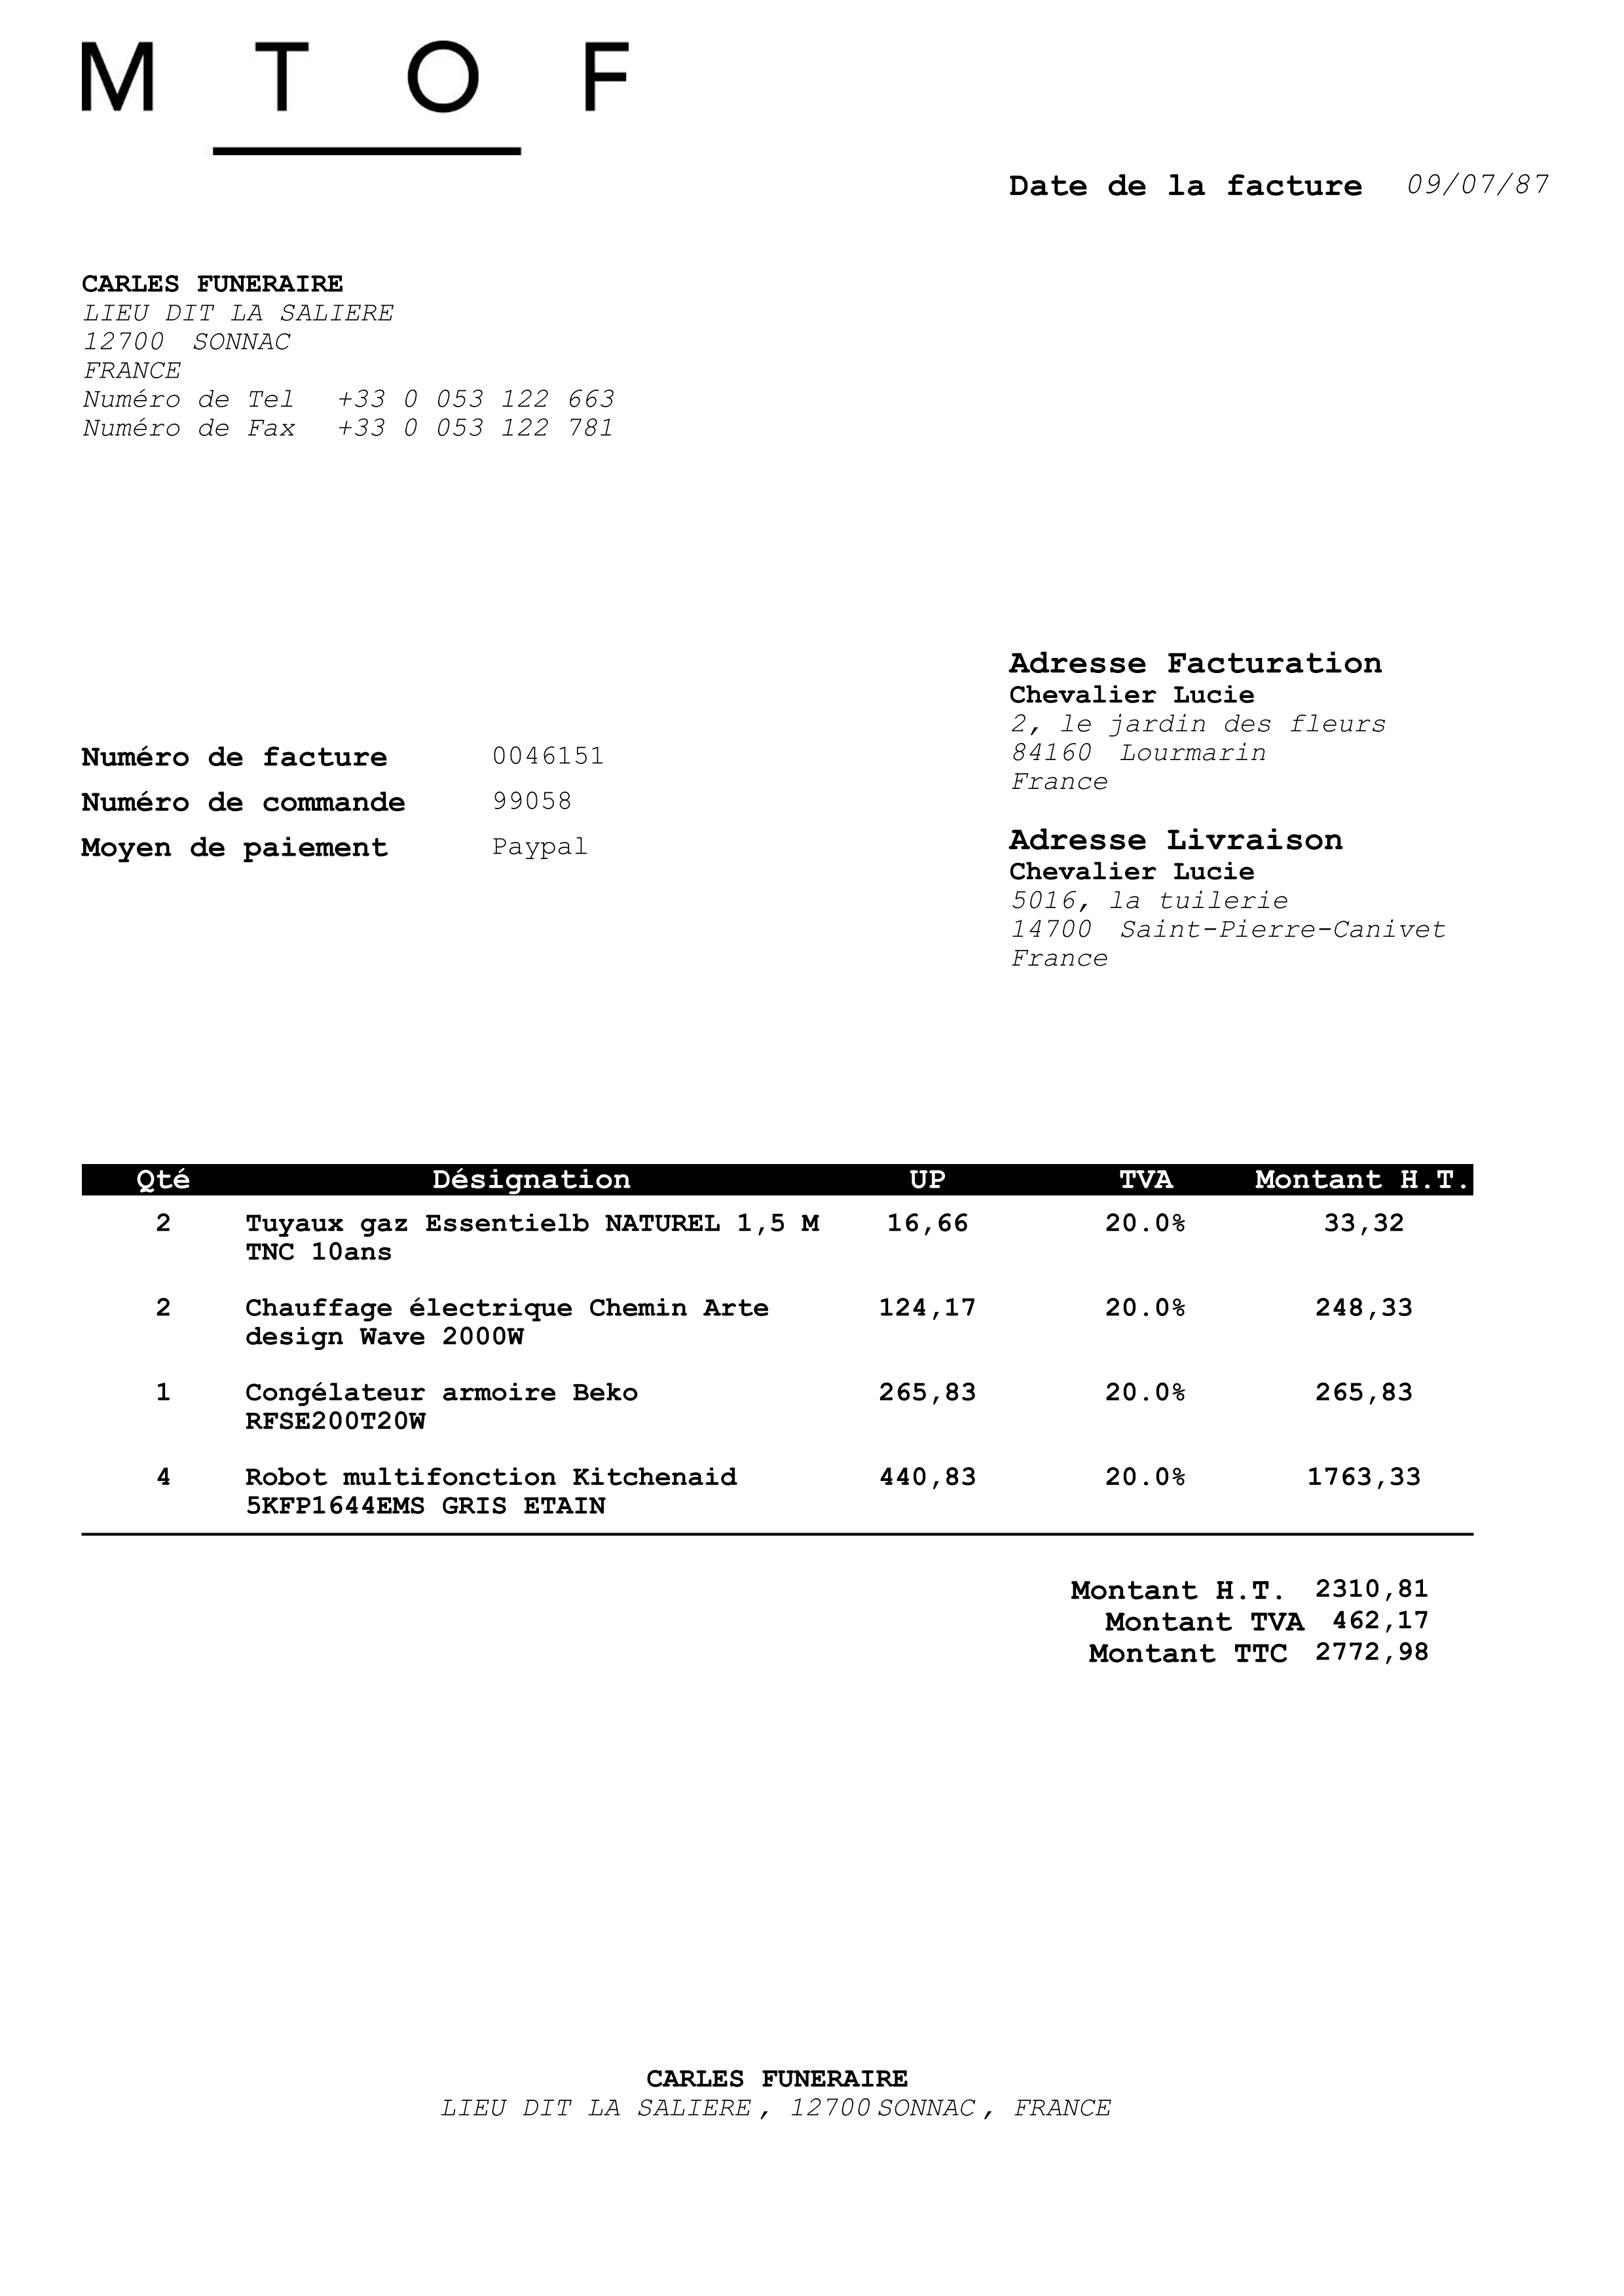 M T O F
Date de la facture 09/07/87
CARLES FUNERAIRE
LIEU DIT LA SALIERE
12700 SONNAC
FRANCE
Numéro de Tel +33 0 053 122 663
Numéro de Fax +33 0 053 122 781
Adresse Facturation
Chevalier Lucie
2, le jardin des fleurs
84160 Lourmarin
France
Numéro de facture 0046151
Numéro de commande 99058
Moyen de paiement Paypal
Adresse Livraison
Chevalier Lucie
5016, la tuilerie
14700 Saint-Pierre-Canivet
France
Qté Désignation UP TVA Montant H.T.
2 Tuyaux gaz Essentielb NATUREL 1,5 M 16,66 20.0% 33,32
TNC 10ans
2 Chauffage électrique Chemin Arte 124,17 20.0% 248,33
design Wave 2000W
1 Congélateur armoire Beko 265,83 20.0% 265,83
RFSE200T20W
4 Robot multifonction Kitchenaid 440,83 20.0% 1763,33
5KFP1644EMS GRIS ETAIN
Montant H.T. 2310,81
Montant TVA 462,17
Montant TTC 2772,98
CARLES FUNERAIRE
LIEU DIT LA SALIERE, 12700 SONNAC, FRANCE